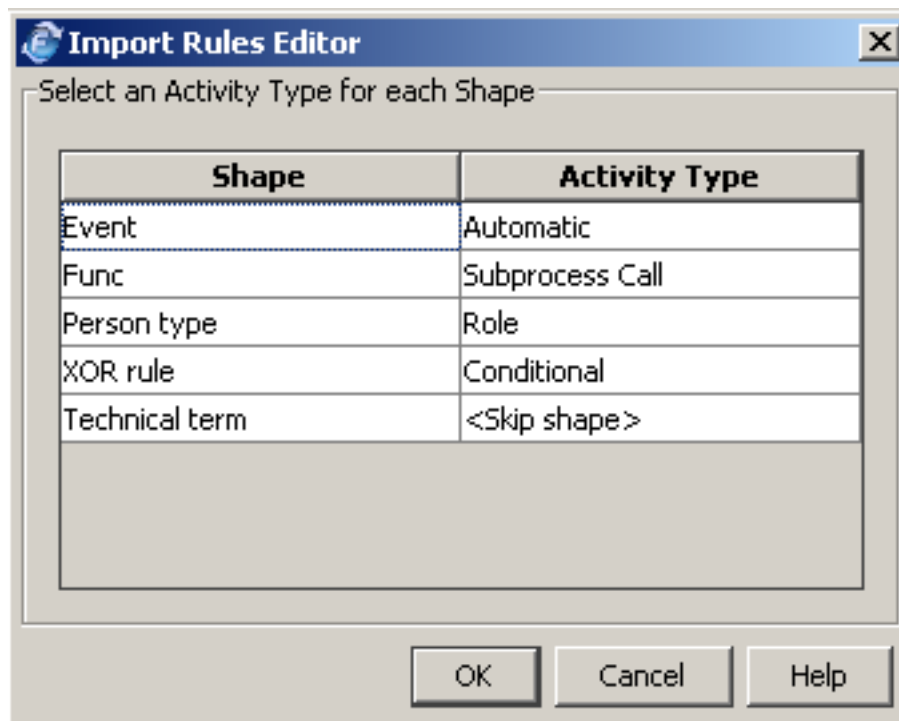 Import Rules Editor
Select an Activity Type for each Shape
Shape Activity Type
Event Automatic
Func Subprocess Call
Person type Role
XOR rule Conditional
Technical term <Skip shape>
OK Cancel Help